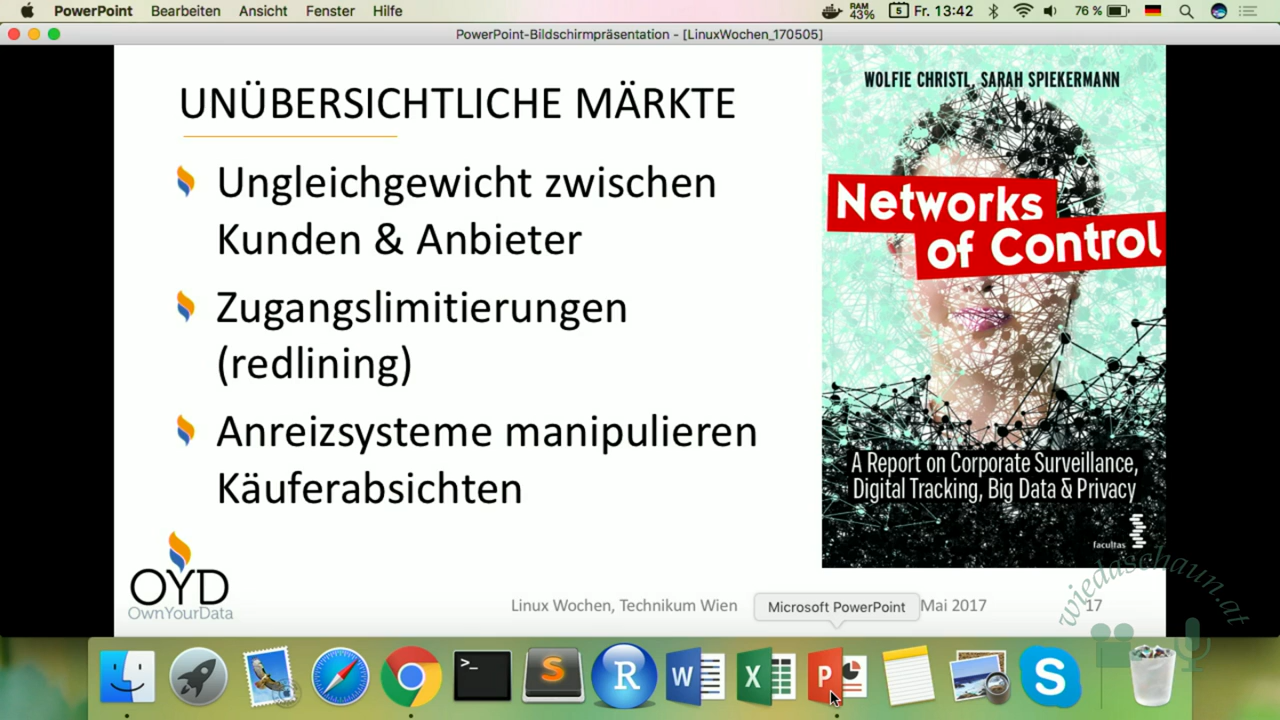 PowerPoint Bearbeiten Ansicht Fenster Hilfe
RAM 43% 5 Fr. 13:42 76 %
PowerPoint-Bildschirmpräsentation - [LinuxWochen_170505]
UNÜBERSICHTLICHE MÄRKTE
Ungleichgewicht zwischen
Kunden & Anbieter
Zugangslimitierungen
(redlining)
Anreizsysteme manipulieren
Käuferabsichten
WOLFIE CHRISTL, SARAH SPIEKERMANN
Networks
of Control
A Report on Corporate Surveillance,
Digital Tracking, Big Data & Privacy
facultas
OYD
OwnYourData
Linux Wochen, Technikum Wien
Microsoft PowerPoint
Mai 2017
17
wiedaschaun.at
>_
S
R
W
X
P
S